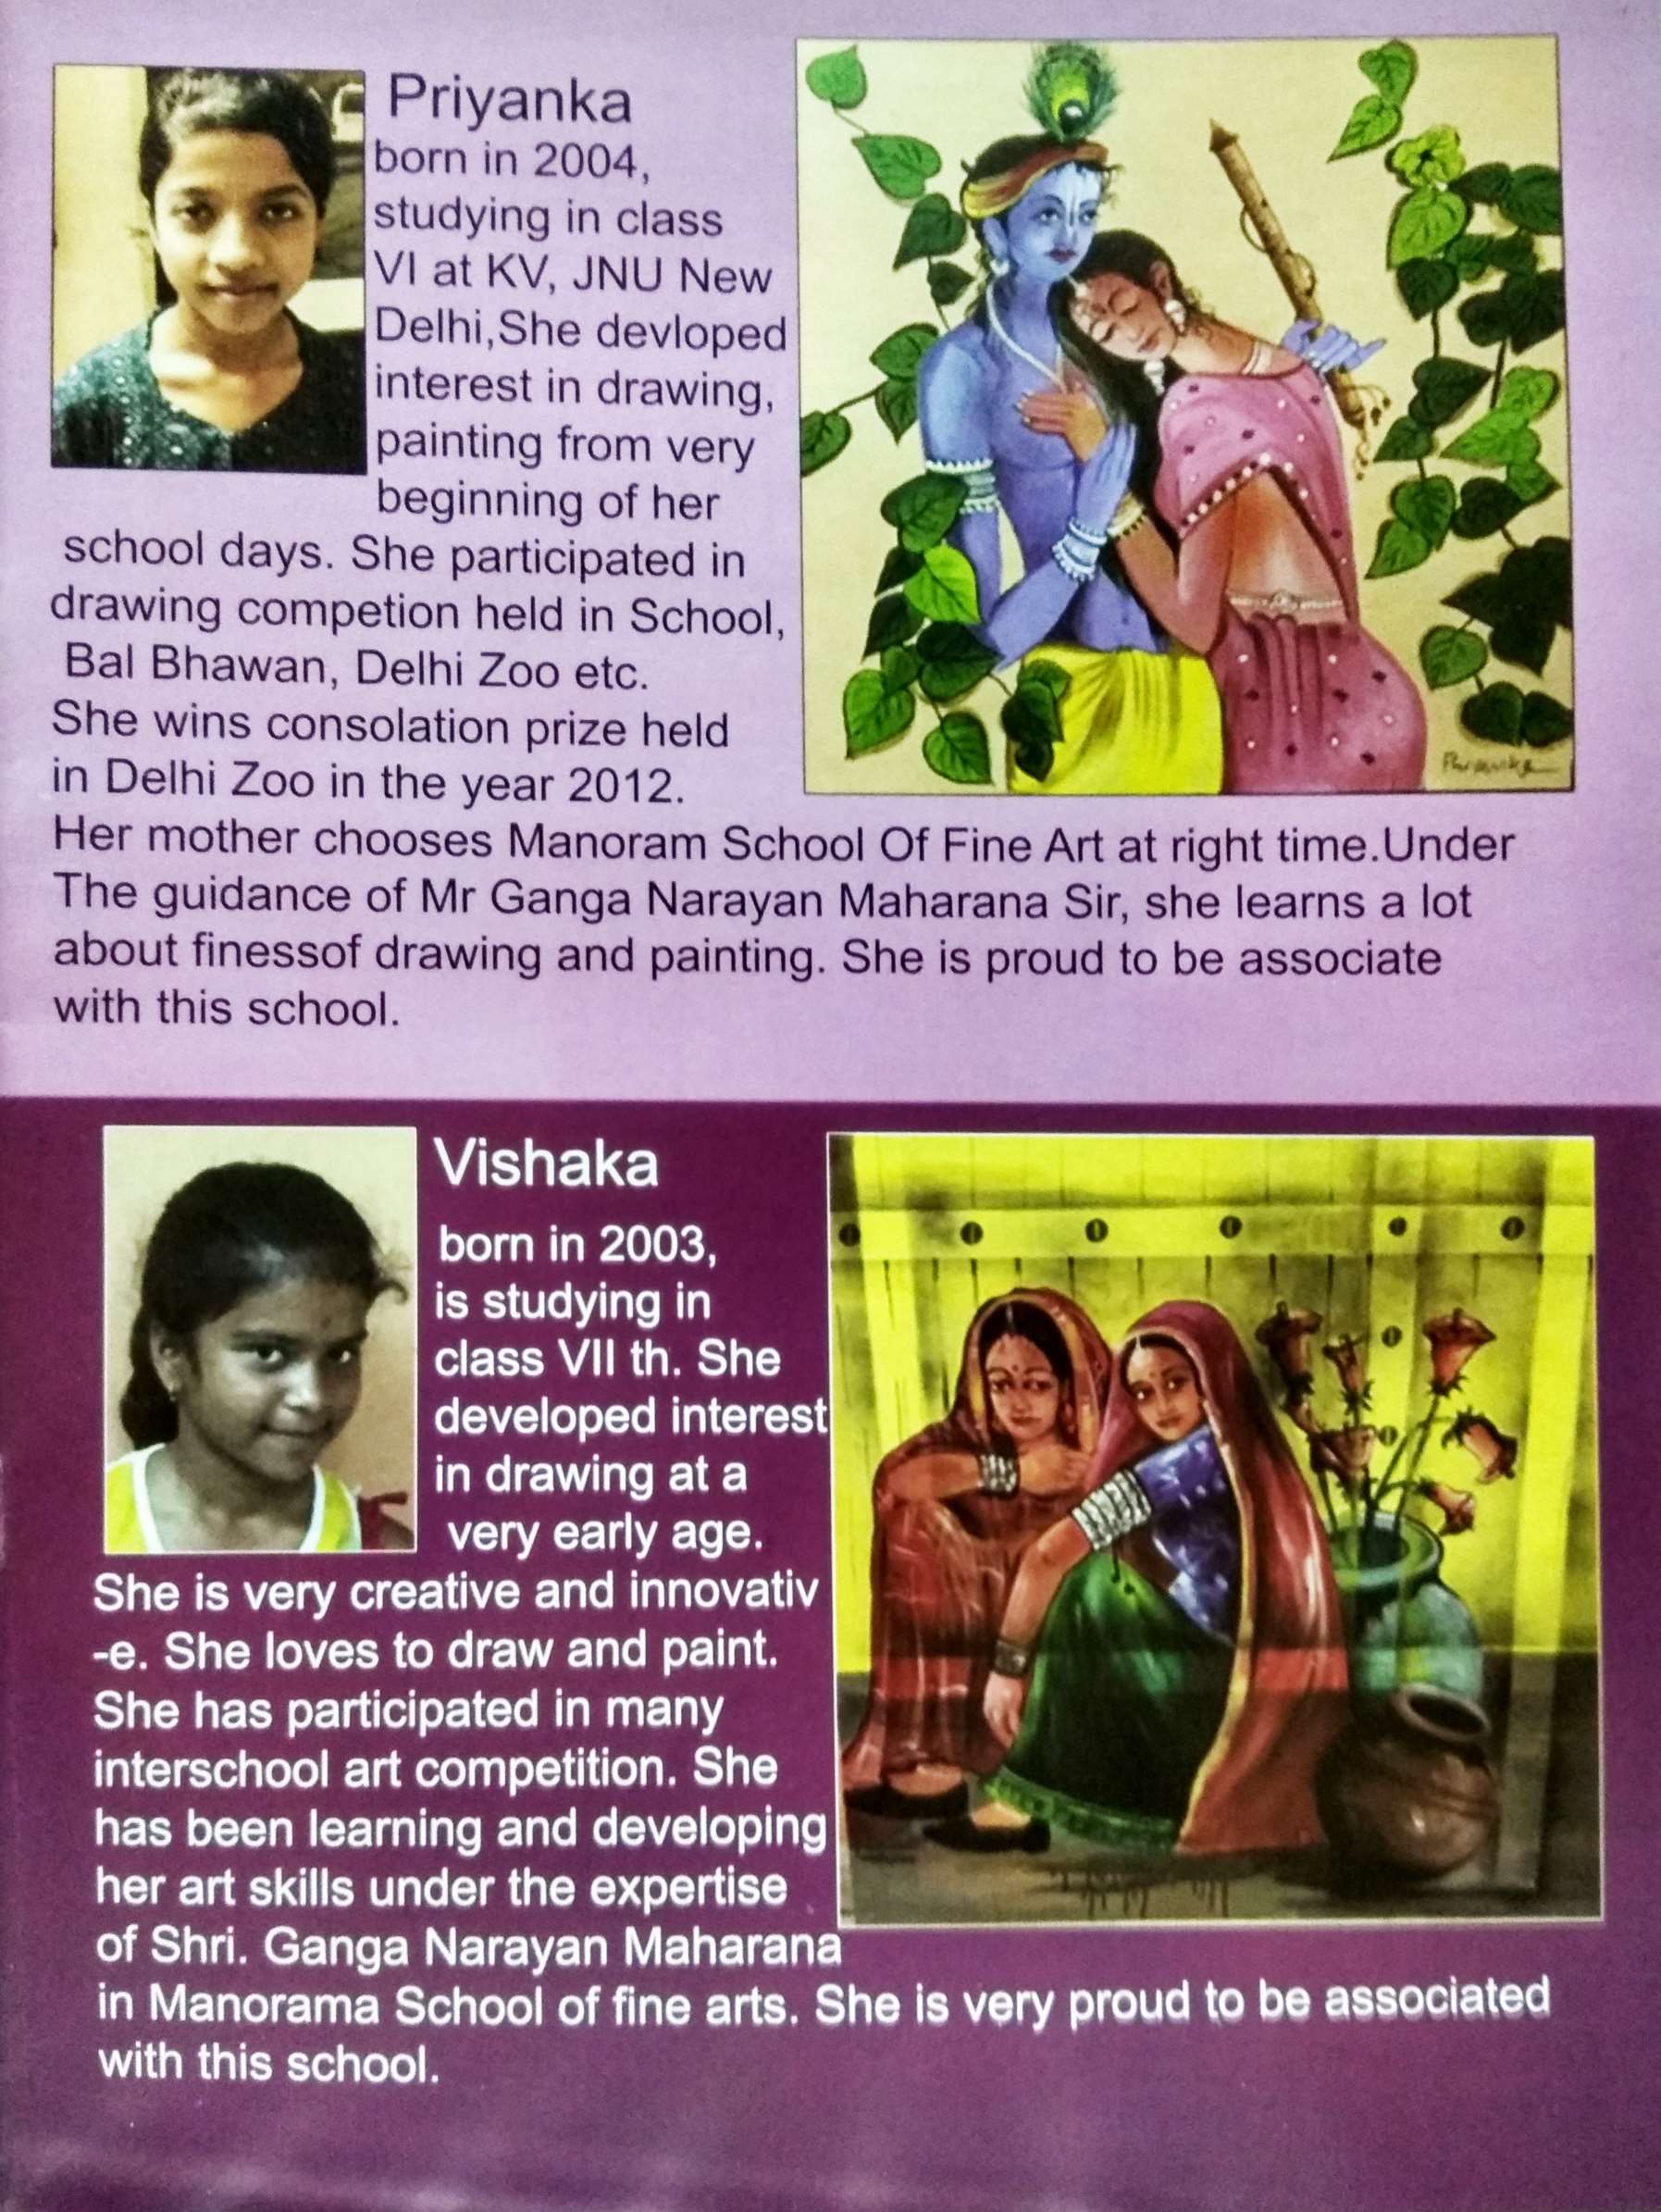 Priyanka
born in 2004,
studying in class
VI at KV, JNU New
Delhi,She devloped
interest in drawing,
painting from very
beginning of her
school days. She participated in
drawing competion held in School,
Bal Bhawan, Delhi Zoo etc.
She wins consolation prize held
in Delhi Zoo in the year 2012.
Her mother chooses Manoram School Of Fine Art at right time.Under
The guidance of Mr Ganga Narayan Maharana Sir, she learns a lot
about finessof drawing and painting. She is proud to be associate
with this school.
Vishaka
born in 2003,
is studying in
class VII th. She
developed interest
in drawing at a
very early age.
She is very creative and innovativ
-e. She loves to draw and paint.
She has participated in many
interschool art competition. She
has been learning and developing
her art skills under the expertise
of Shri. Ganga Narayan Maharana
in Manorama School of fine arts. She is very proud to be associated
with this school.